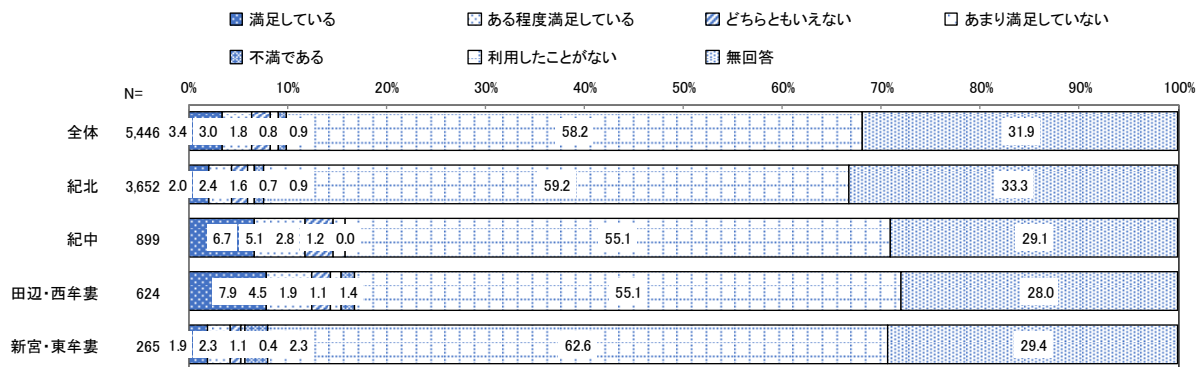 満足している ある程度満足している どちらともいえない あまり満足していない
不満である 利用したことがない 無回答
N= 0% 10% 20% 30% 40% 50% 60% 70% 80% 90% 100%
全体 5,446 3.4 3.0 1.8 0.8 0.9 58.2 31.9
紀北 3,652 2.0 2.4 1.6 0.7 0.9 59.2 33.3
紀中 899 6.7 5.1 2.8 1.2 0.0 55.1 29.1
田辺・西牟婁 624 7.9 4.5 1.9 1.1 1.4 55.1 28.0
新宮・東牟婁 265 1.9 2.3 1.1 0.4 2.3 62.6 29.4